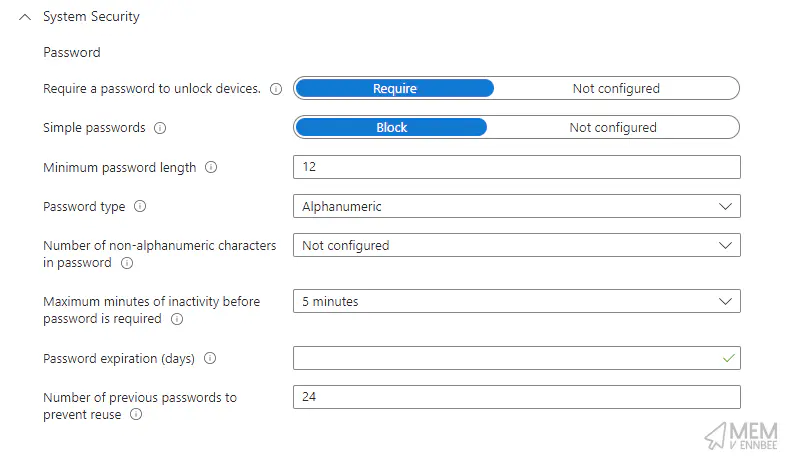 System Security
Password
Require a password to unlock devices.
Require
Not configured
Simple passwords
Block
Not configured
Minimum password length
12
Password type
Alphanumeric
Number of non-alphanumeric characters
in password
Not configured
Maximum minutes of inactivity before
password is required
5 minutes
Password expiration (days)
Number of previous passwords to
prevent reuse
24
MEM
V ENNBEE